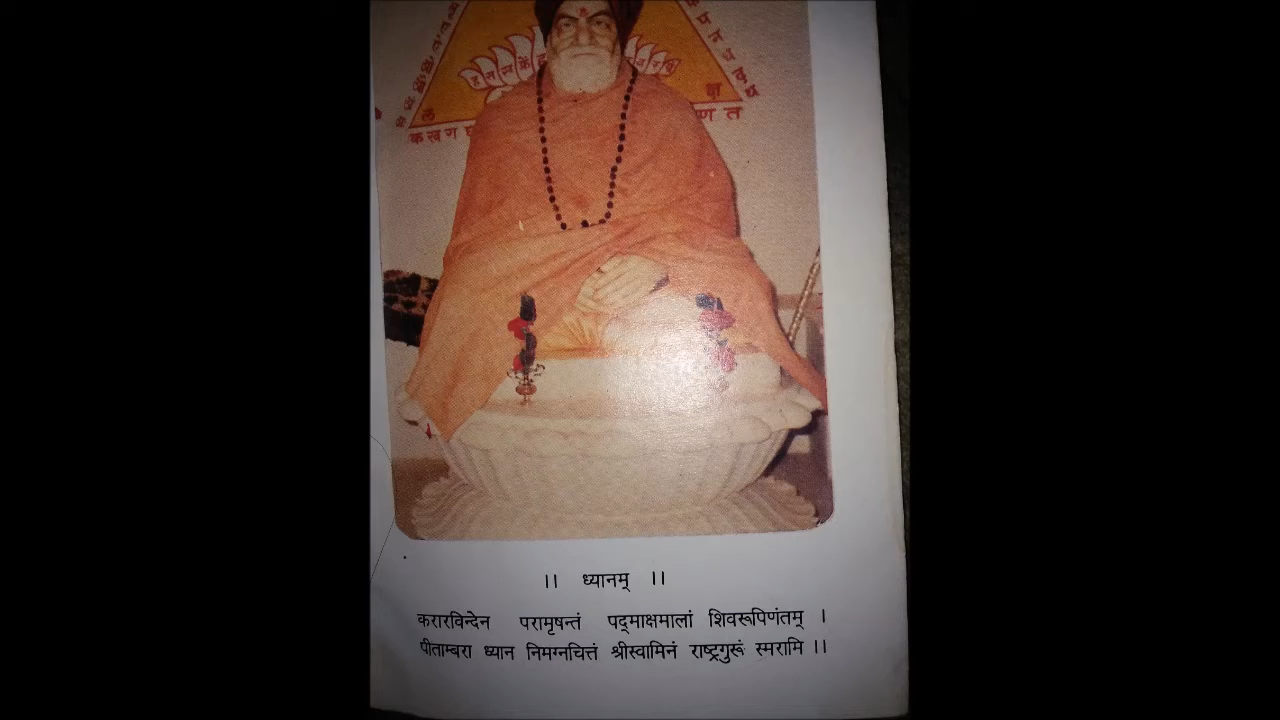 ह स ल क्रें
ल
क्ष
क ख ग घ
ण त
।। ध्यानम् ।।
करारविन्देन परामृषन्तं पद्माक्षमालां शिवरूपिणंतम् ।
पीताम्बरा ध्यान निमग्नचित्तं श्रीस्वामिनं राष्ट्रगुरूं स्मरामि ।।